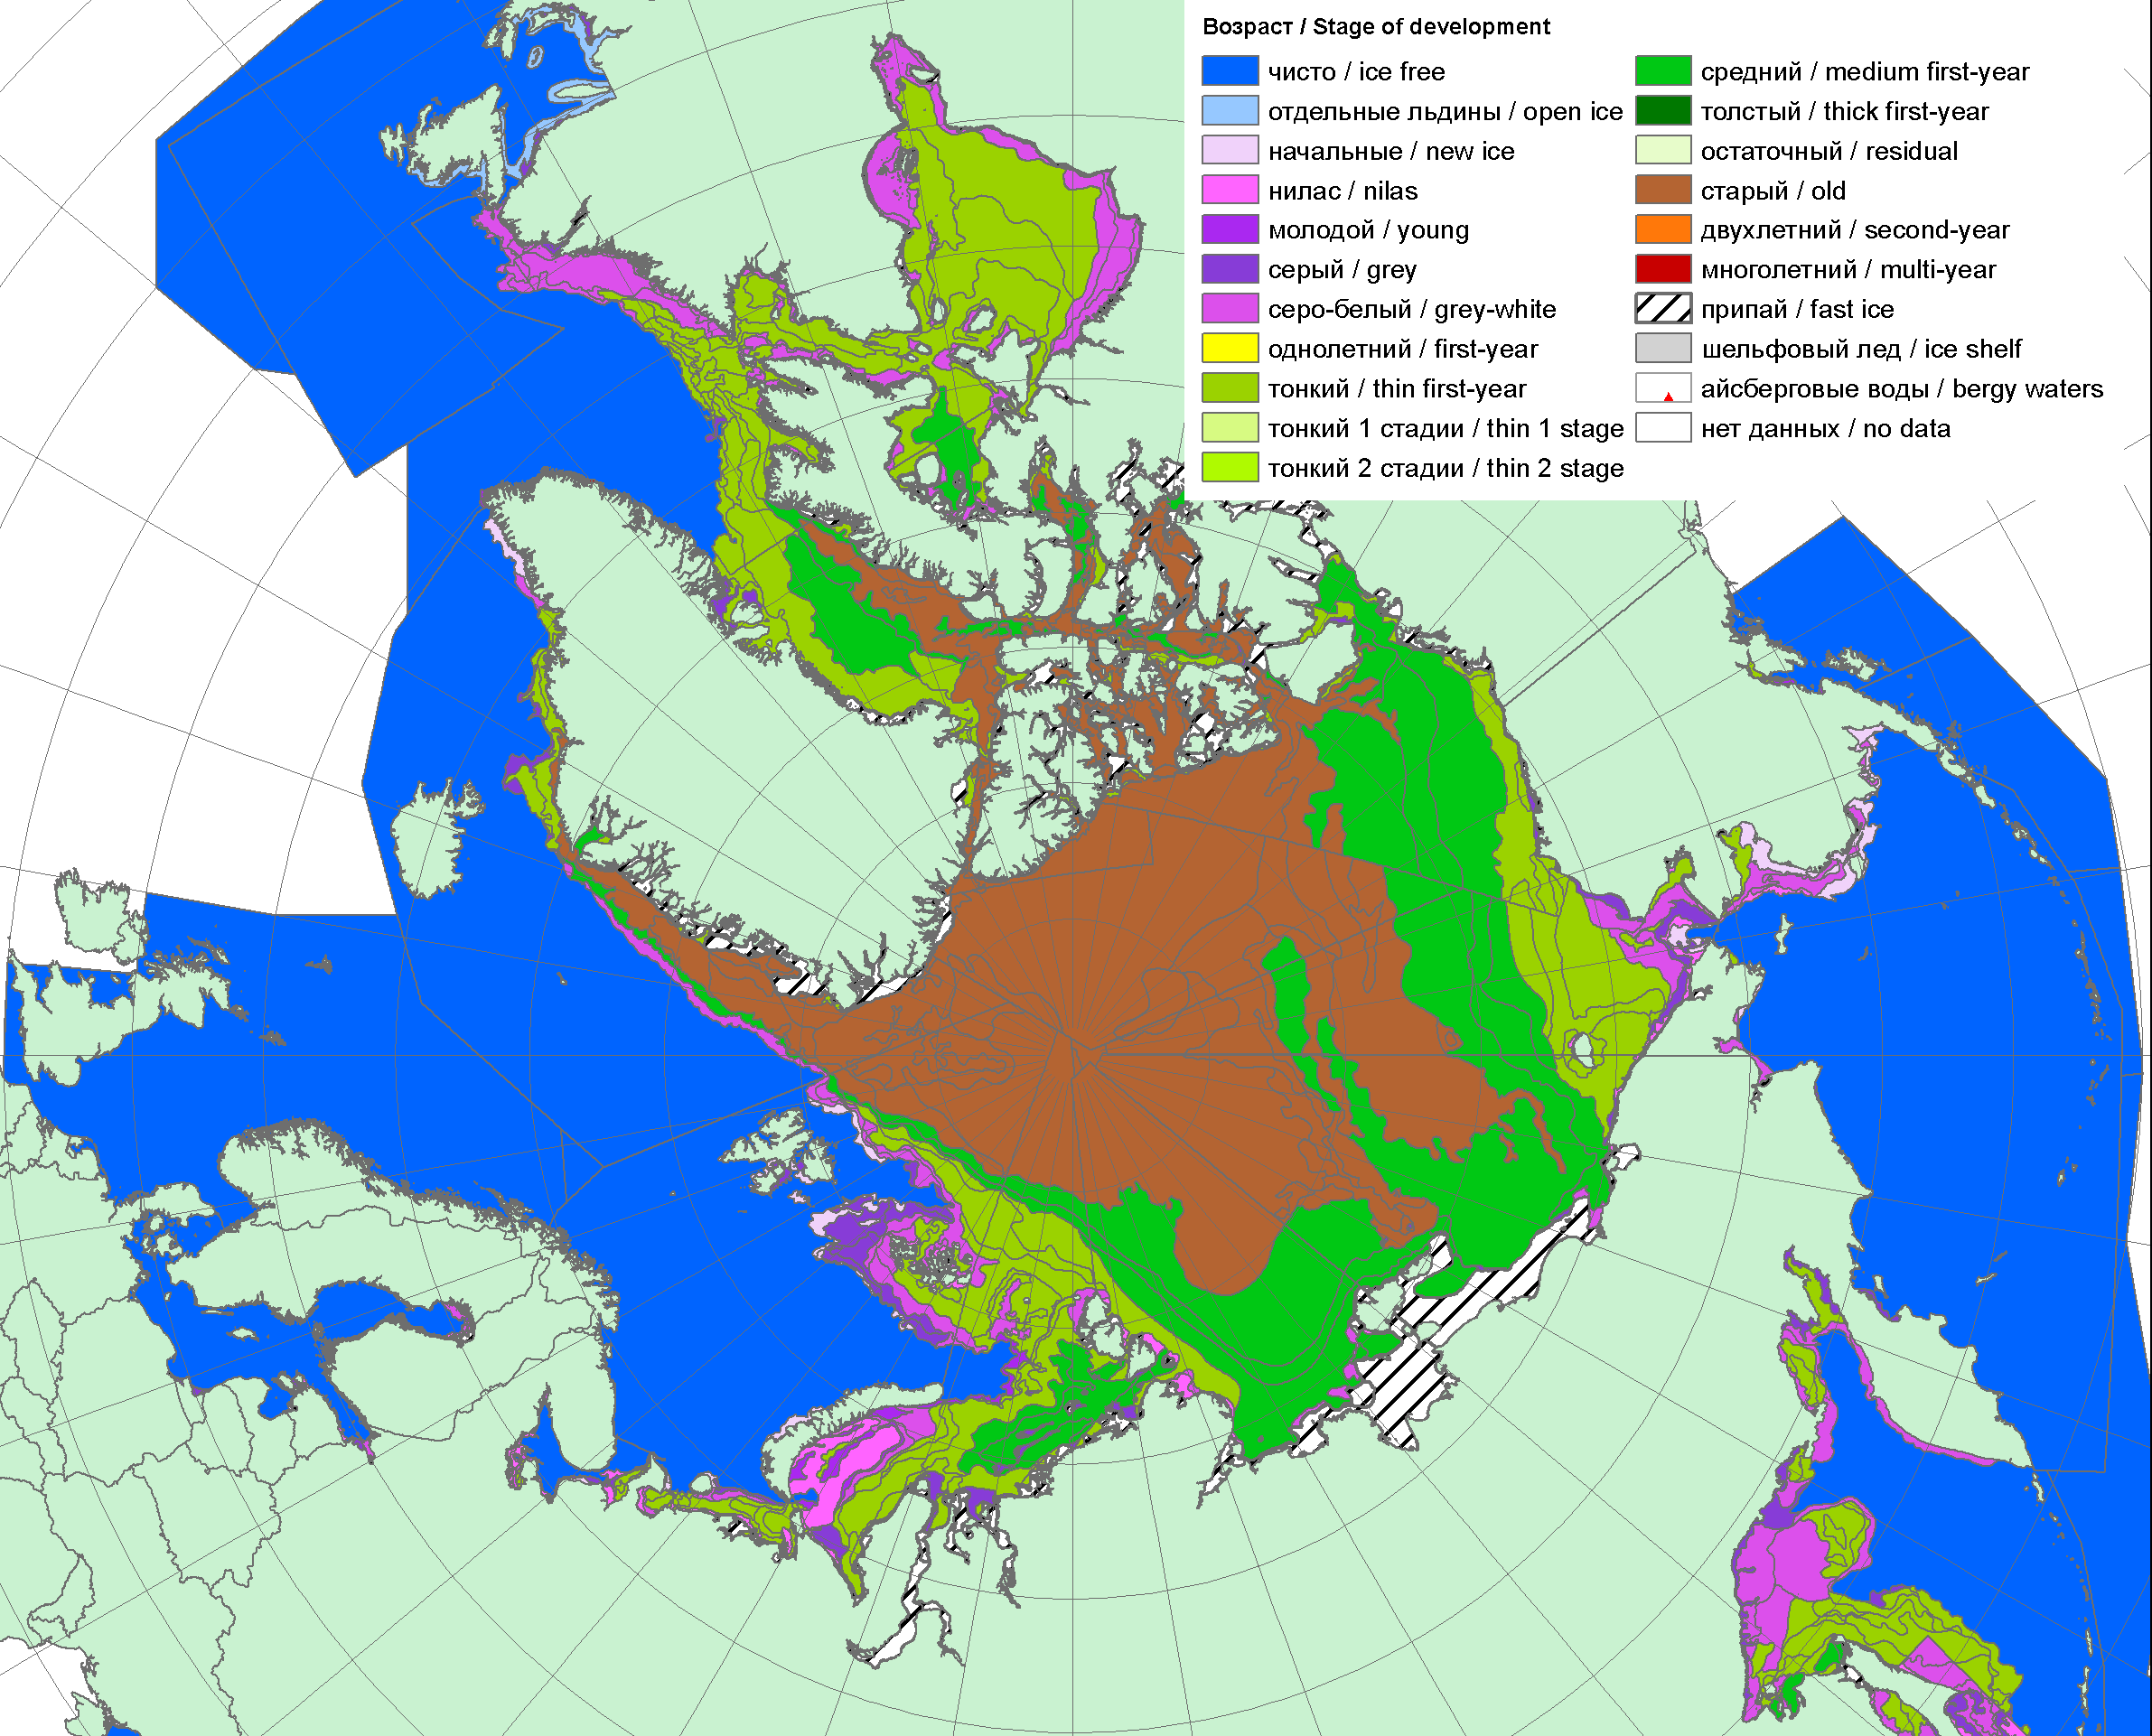 Возраст / Stage of development
чисто / ice free
отдельные льдины / open ice
начальные / new ice
нилас / nilas
молодой / young
серый / grey
серо-белый / grey-white
однолетний / first-year
тонкий / thin first-year
тонкий 1 стадии / thin 1 stage
тонкий 2 стадии / thin 2 stage
средний / medium first-year
толстый / thick first-year
остаточный / residual
старый / old
двухлетний / second-year
многолетний / multi-year
припай / fast ice
шельфовый лед / ice shelf
айсберговые воды / bergy waters
нет данных / no data